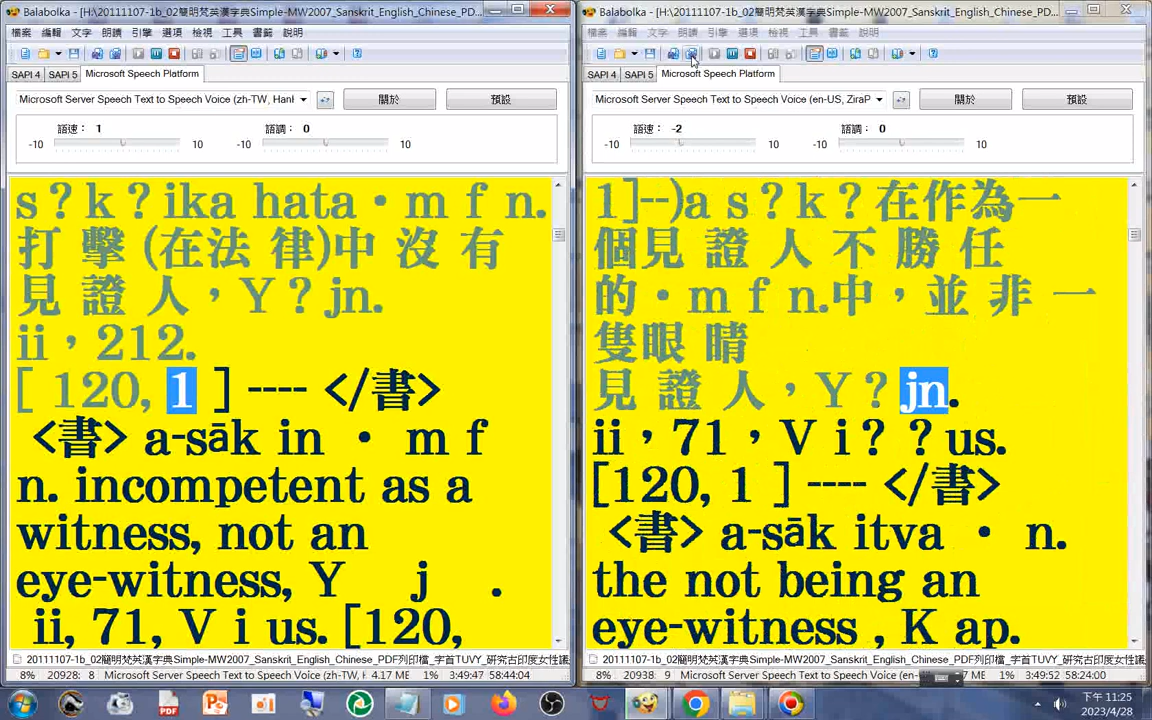 Balabolka - [H:\20111107-1b_02簡明梵英漢字典Simple-MW2007_Sanskrit_English_Chinese_PD...
檔案 編輯 文字 朗讀 引擎 選項 檢視 工具 書籤 說明
SAPI 4 SAPI 5 Microsoft Speech Platform
Microsoft Server Speech Text to Speech Voice (zh-TW, Hanl 關於 預設
語速： 1 語調： 0
-10 10 -10 10
s？k？ika hata・m f n.
打 擊 (在法 律)中 沒 有
見 證 人，Y？jn.
ii，212.
[ 120, 1 ] ---- </書>
<書> a-sāk in ・ m f
n. incompetent as a
witness, not an
eye-witness, Y j .
ii, 71, V i us. [120,
20111107-1b_02簡明梵英漢字典Simple-MW2007_Sanskrit_English_Chinese_PDF列印檔_字首TUVY_研究古印度女性議
8% 20928: 8 Microsoft Server Speech Text to Speech Voice (zh-TW, H 4.17 MB 1% 3:49:47 58:44:04
Balabolka - [H:\20111107-1b_02簡明梵英漢字典Simple-MW2007_Sanskrit_English_Chinese_PDF...
檔案 編輯 文字 朗讀 引擎 選項 檢視 工具 書籤 說明
SAPI 4 SAPI 5 Microsoft Speech Platform
Microsoft Server Speech Text to Speech Voice (en-US, ZiraP 關於 預設
語速： -2 語調： 0
-10 10 -10 10
1]--)a s？k？在作為一
個見 證 人 不 勝 任
的・m f n.中，並 非 一
隻眼 睛
見 證 人，Y？jn.
ii，71，V i？？us.
[120, 1 ] ---- </書>
<書> a-sāk itva ・ n.
the not being an
eye-witness , K ap.
20111107-1b_02簡明梵英漢字典Simple-MW2007_Sanskrit_English_Chinese_PDF列印檔_字首TUVY_研究古印度女性議
8% 20938: 9 Microsoft Server Speech Text to Speech Voice (en-US 1% 3:49:52 58:24:00
下午 11:25
2023/4/28